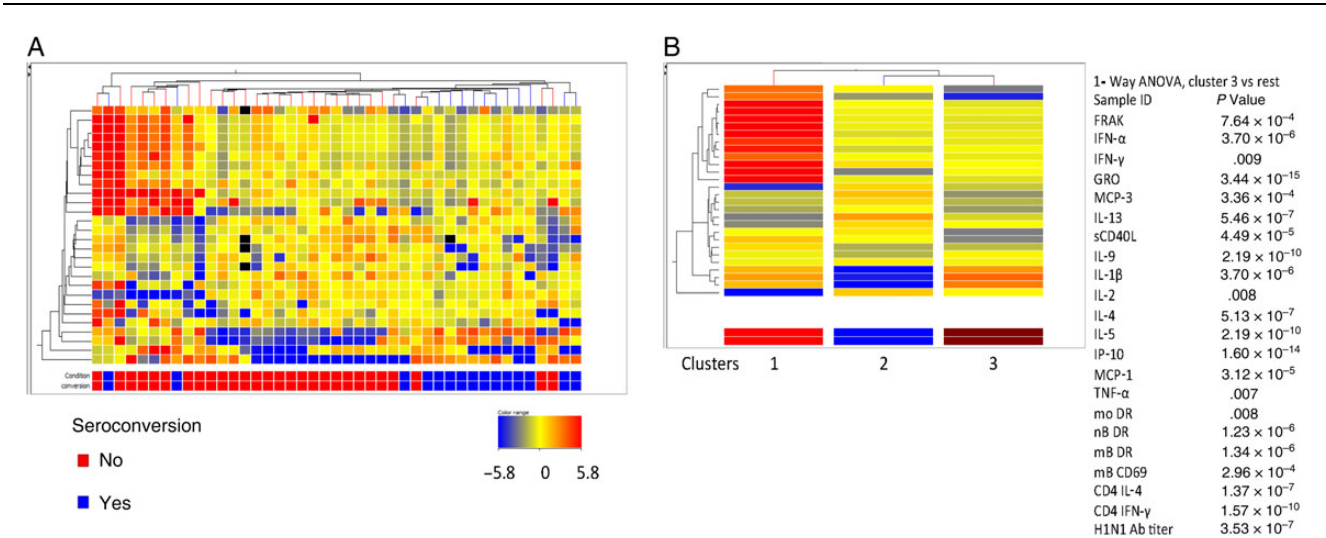 A
Condition
conversion
Seroconversion
No
Yes
Color range
−5.8 0 5.8
B
Clusters 1 2 3
1- Way ANOVA, cluster 3 vs rest
Sample ID P Value
FRAK 7.64 × 10−4
IFN-α 3.70 × 10−6
IFN-γ .009
GRO 3.44 × 10−15
MCP-3 3.36 × 10−4
IL-13 5.46 × 10−7
sCD40L 4.49 × 10−5
IL-9 2.19 × 10−10
IL-1β 3.70 × 10−6
IL-2 .008
IL-4 5.13 × 10−7
IL-5 2.19 × 10−10
IP-10 1.60 × 10−14
MCP-1 3.12 × 10−5
TNF-α .007
mo DR .008
nB DR 1.23 × 10−6
mB DR 1.34 × 10−6
mB CD69 2.96 × 10−4
CD4 IL-4 1.37 × 10−7
CD4 IFN-γ 1.57 × 10−10
H1N1 Ab titer 3.53 × 10−7